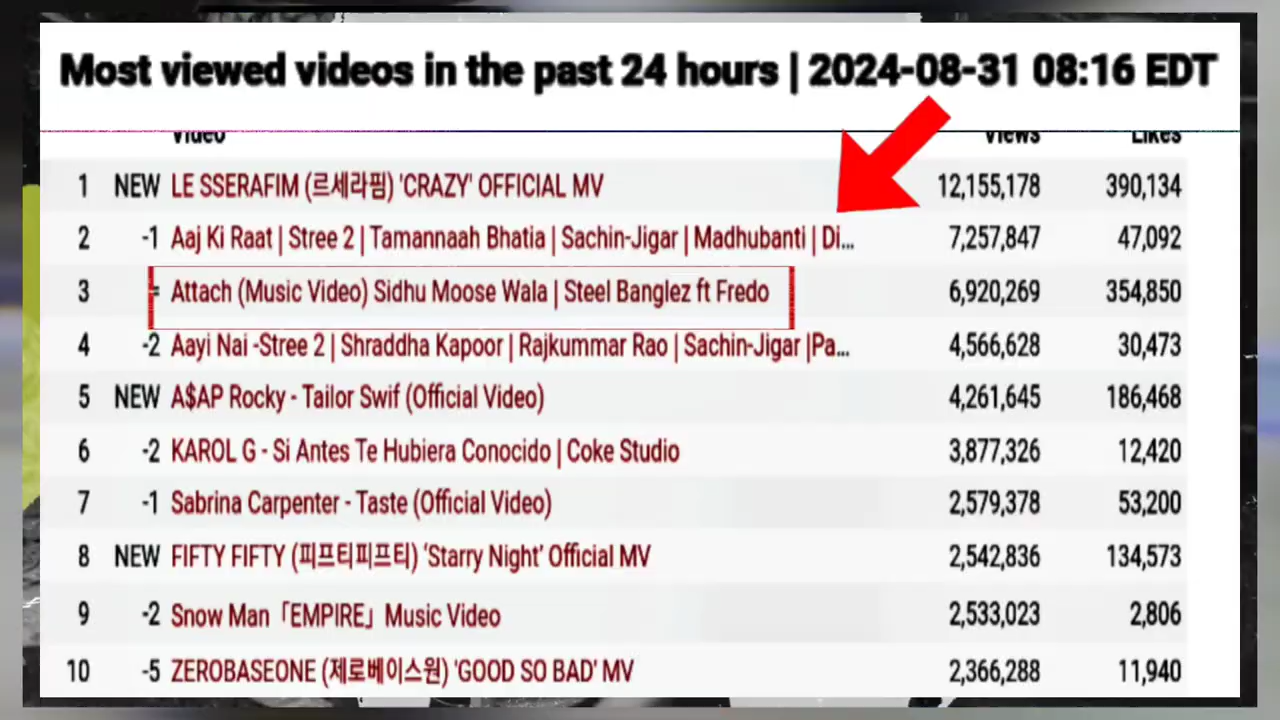 Most viewed videos in the past 24 hours | 2024-08-31 08:16 EDT
Video Views Likes
1 NEW LE SSERAFIM (르세라핌) 'CRAZY' OFFICIAL MV 12,155,178 390,134
2 -1 Aaj Ki Raat | Stree 2 | Tamannaah Bhatia | Sachin-Jigar | Madhubanti | Di... 7,257,847 47,092
3 = Attach (Music Video) Sidhu Moose Wala | Steel Banglez ft Fredo 6,920,269 354,850
4 -2 Aayi Nai -Stree 2 | Shraddha Kapoor | Rajkummar Rao | Sachin-Jigar |Pa... 4,566,628 30,473
5 NEW A$AP Rocky - Tailor Swif (Official Video) 4,261,645 186,468
6 -2 KAROL G - Si Antes Te Hubiera Conocido | Coke Studio 3,877,326 12,420
7 -1 Sabrina Carpenter - Taste (Official Video) 2,579,378 53,200
8 NEW FIFTY FIFTY (피프티피프티) 'Starry Night' Official MV 2,542,836 134,573
9 -2 Snow Man「EMPIRE」Music Video 2,533,023 2,806
10 -5 ZEROBASEONE (제로베이스원) 'GOOD SO BAD' MV 2,366,288 11,940